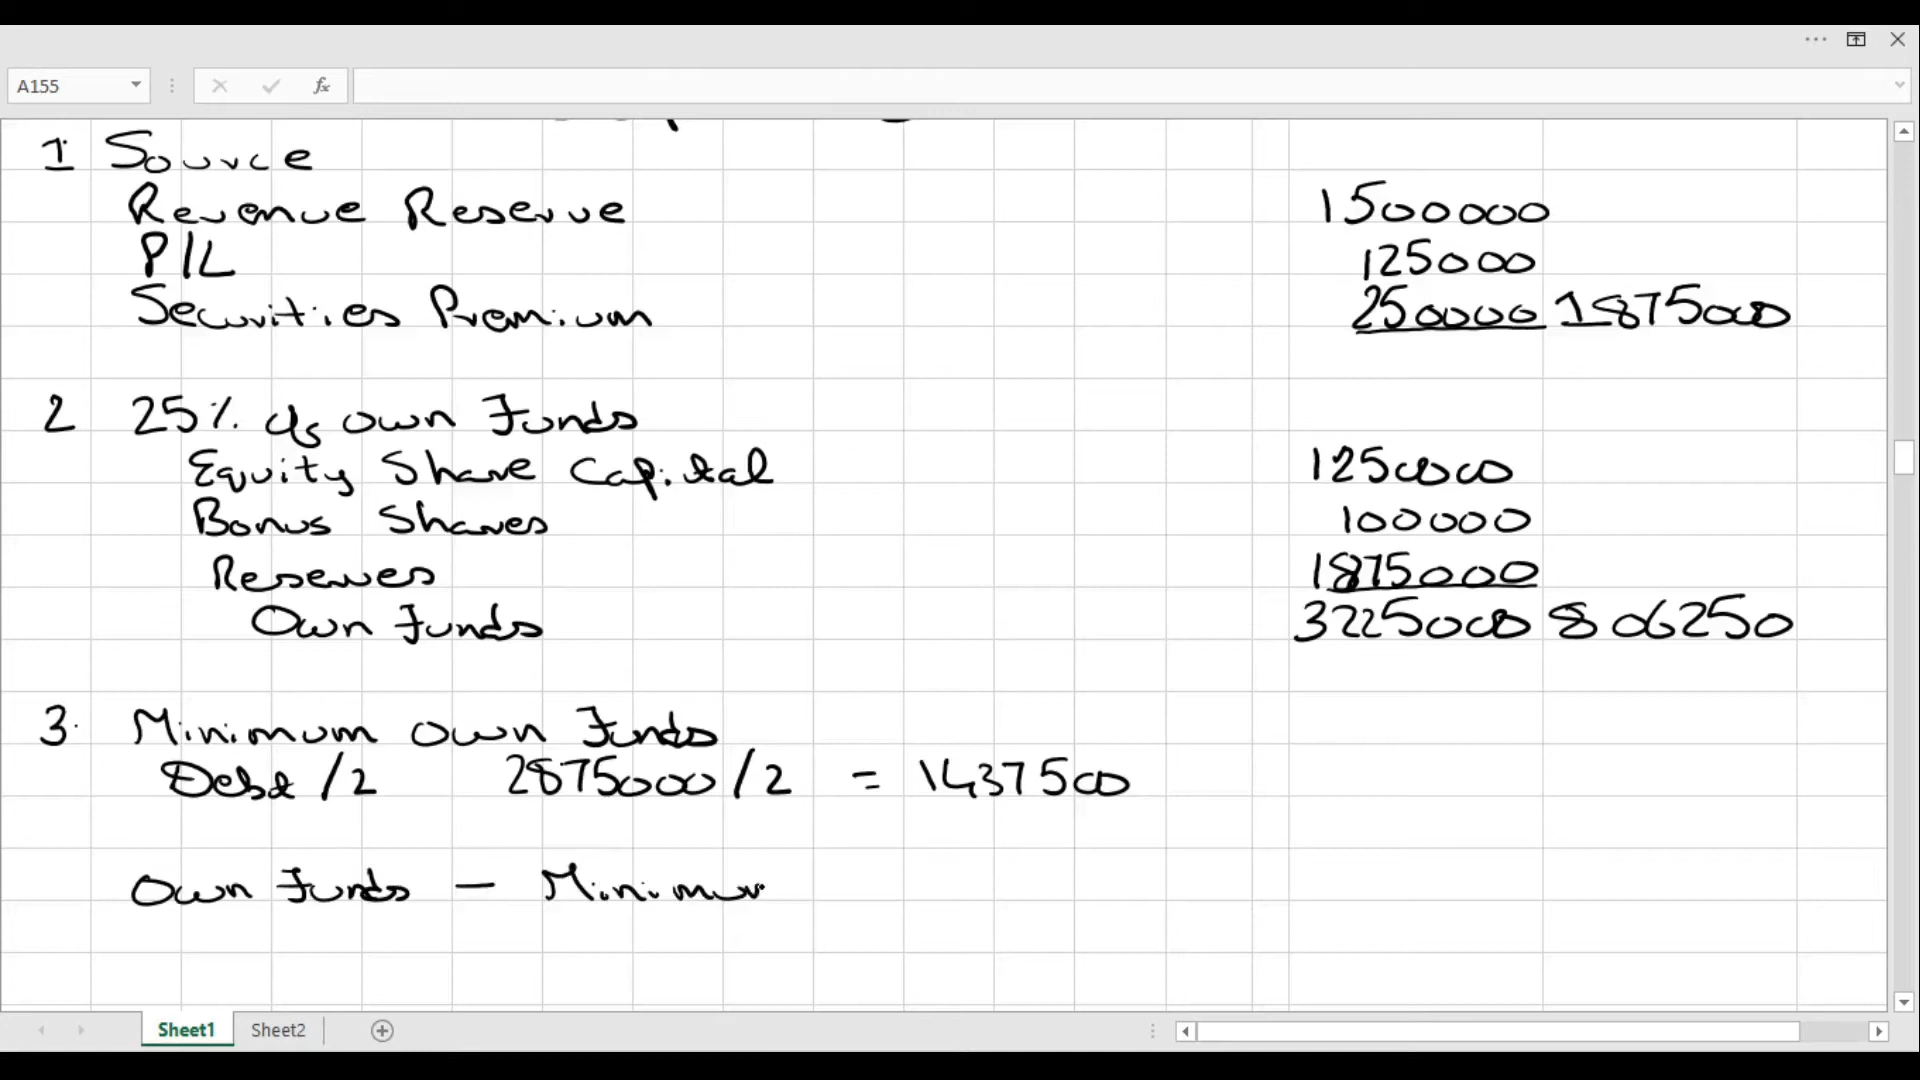 A155
fx
1 Source
Revenue Reserve 1500000
P/L 125000
Securities Premium 250000 1875000
2 25% of own Funds
Equity Share Capital 1250000
Bonus Shares 100000
Reserves 1875000
Own Funds 3225000 806250
3. Minimum own Funds
Debt /2 2875000/2 = 1437500
Own Funds - Minimum
Sheet1 Sheet2